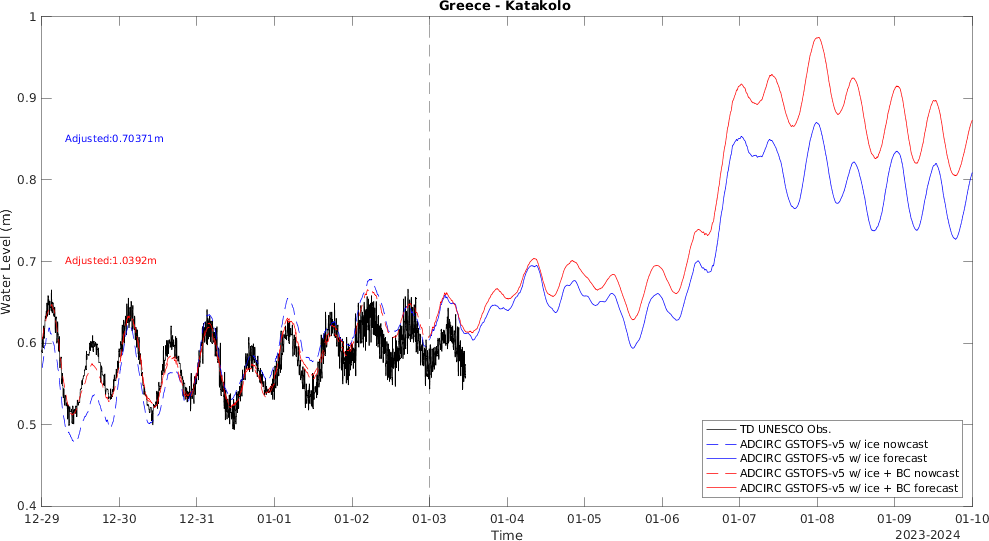 Greece - Katakolo
1
0.9
0.8
0.7
0.6
0.5
0.4
Water Level (m)
Adjusted:0.70371m
Adjusted:1.0392m
TD UNESCO Obs.
ADCIRC GSTOFS-v5 w/ ice nowcast
ADCIRC GSTOFS-v5 w/ ice forecast
ADCIRC GSTOFS-v5 w/ ice + BC nowcast
ADCIRC GSTOFS-v5 w/ ice + BC forecast
12-29 12-30 12-31 01-01 01-02 01-03 01-04 01-05 01-06 01-07 01-08 01-09 01-10
Time
2023-2024